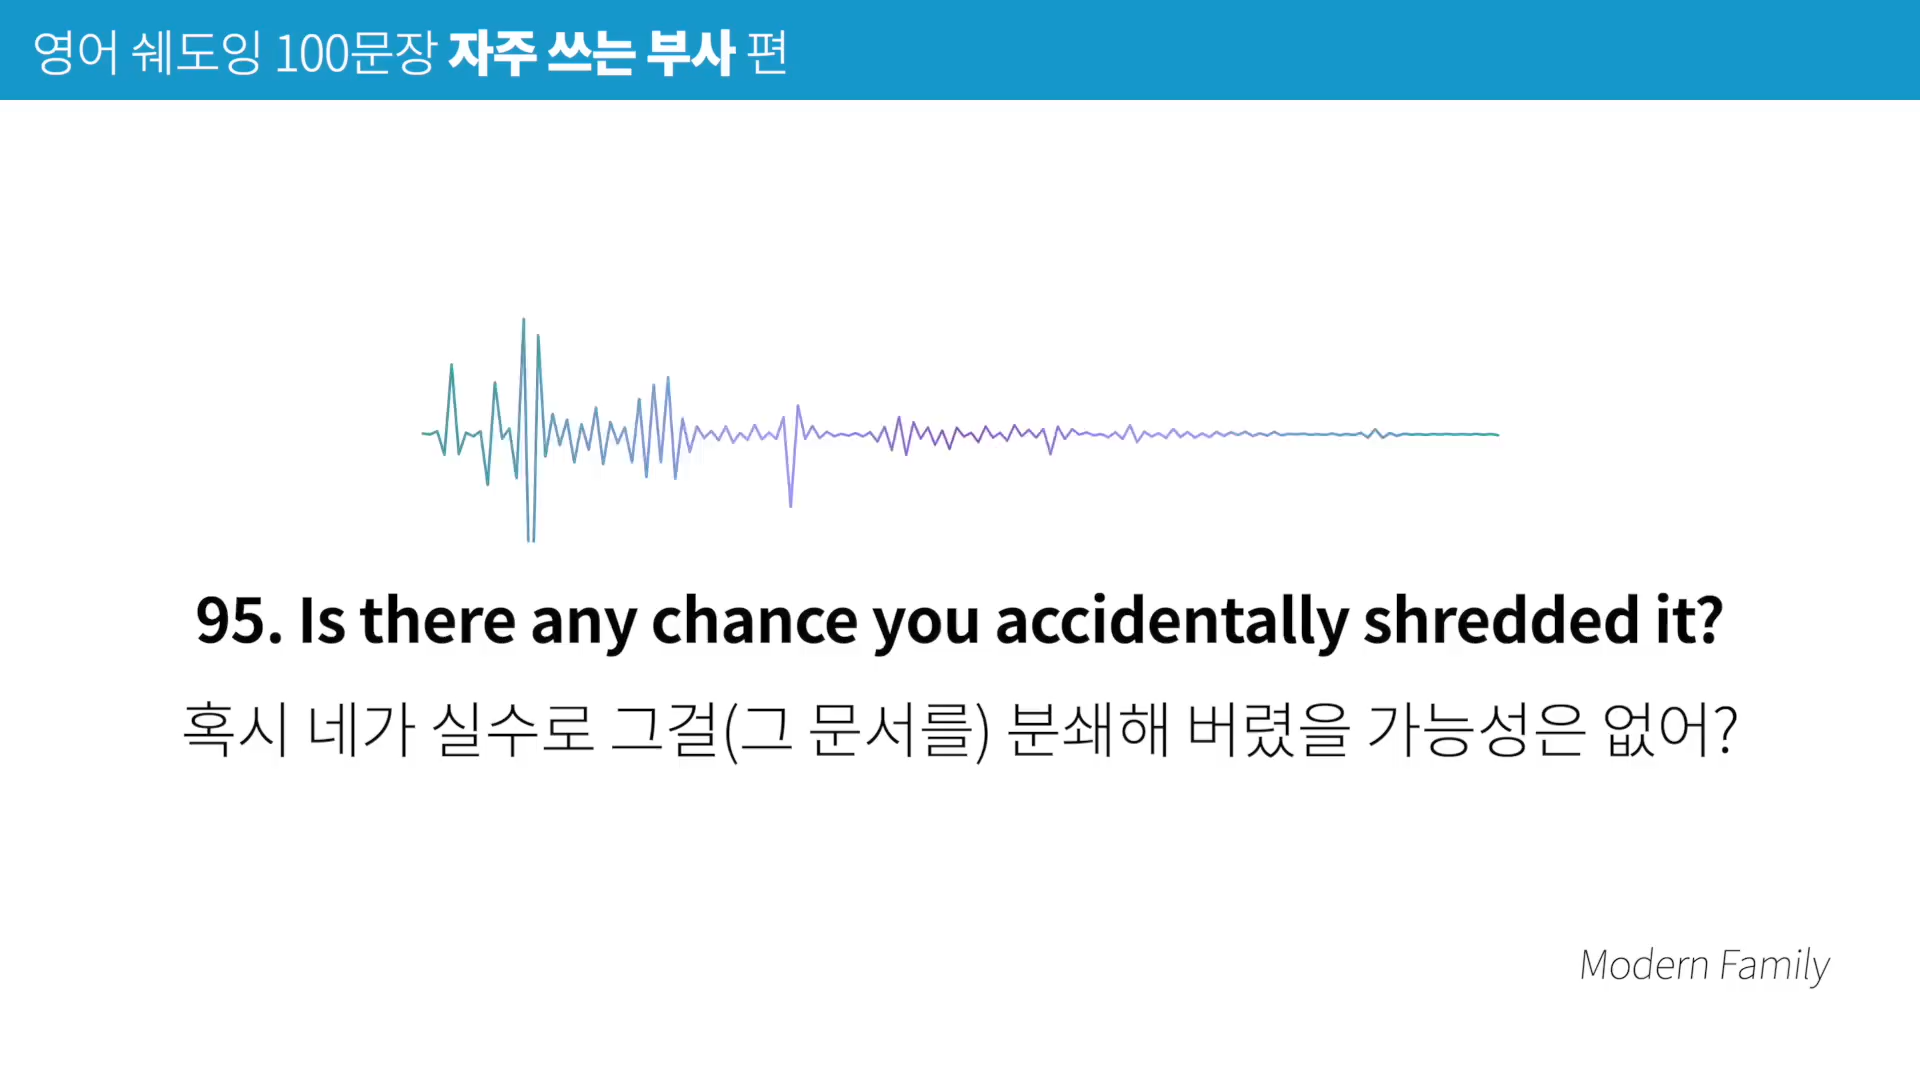 영어 쉐도잉 100문장 자주 쓰는 부사 편
95. Is there any chance you accidentally shredded it?
혹시 네가 실수로 그걸(그 문서를) 분쇄해 버렸을 가능성은 없어?
Modern Family